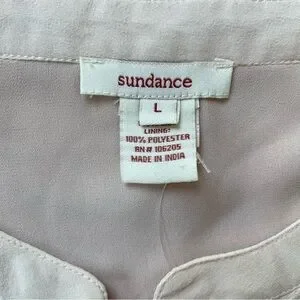 sundance
L
LINING:
100% POLYESTER
RN# 106205
MADE IN INDIA